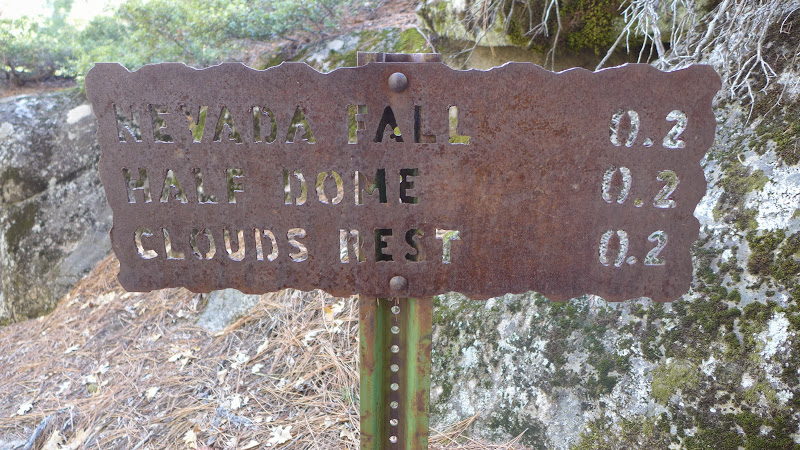 NEVADA FALL 0.2
HALF DOME 0.2
CLOUDS REST 0.2